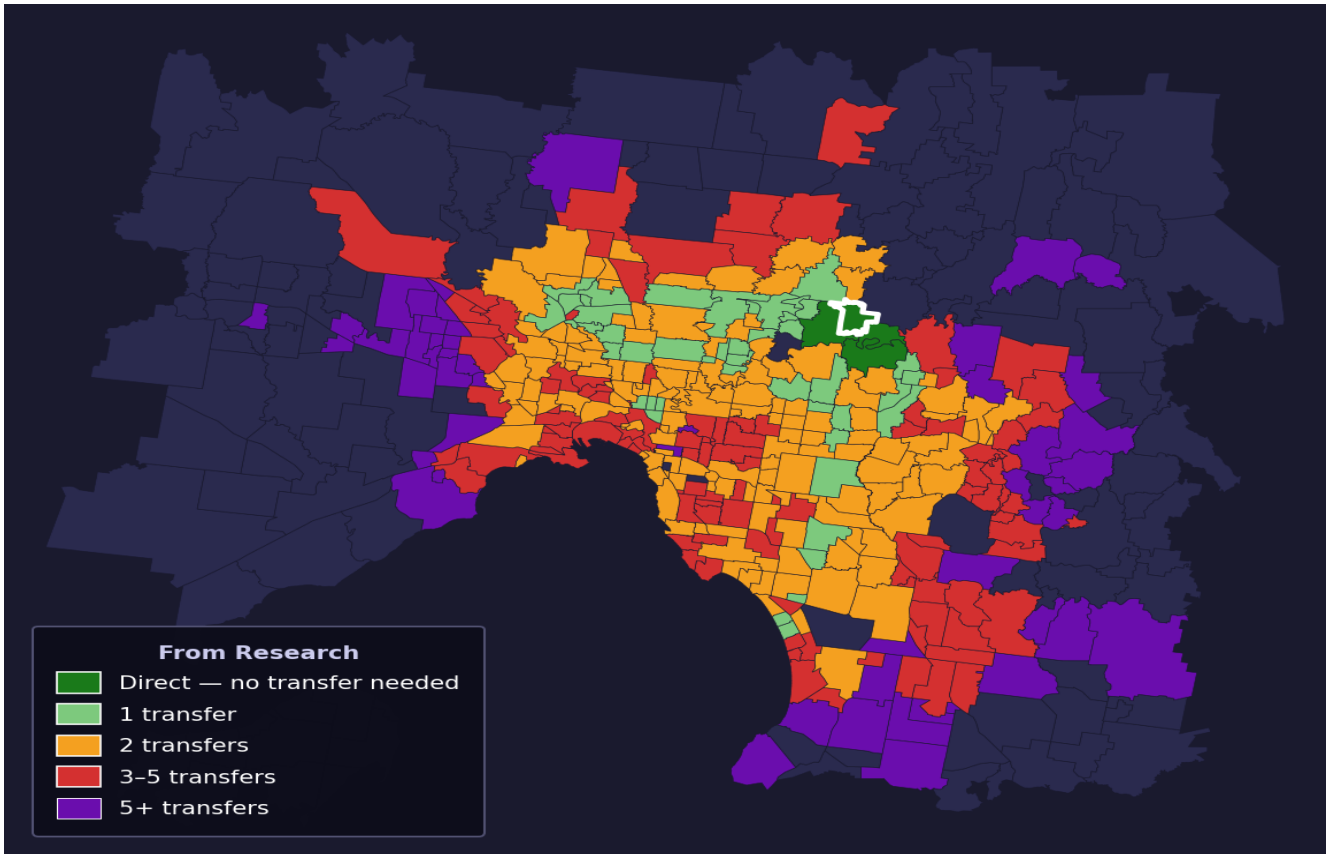 From Research
Direct — no transfer needed
1 transfer
2 transfers
3–5 transfers
5+ transfers